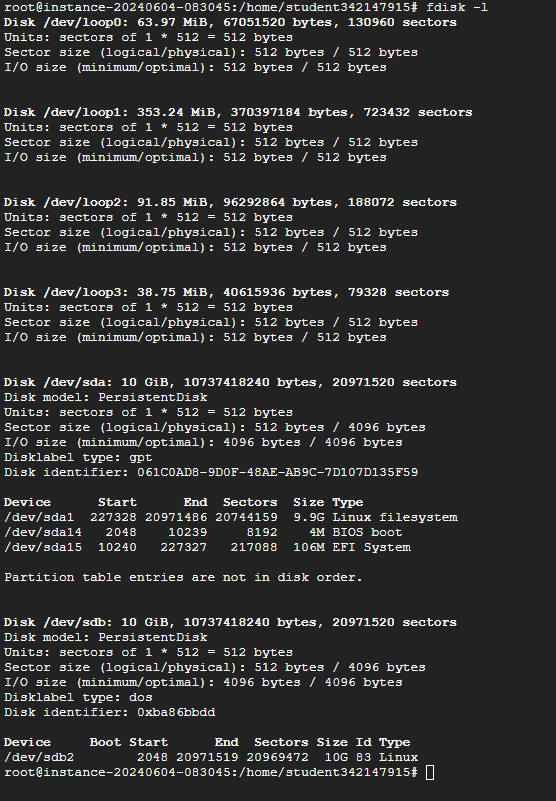 root@instance-20240604-083045:/home/student342147915# fdisk -l
Disk /dev/loop0: 63.97 MiB, 67051520 bytes, 130960 sectors
Units: sectors of 1 * 512 = 512 bytes
Sector size (logical/physical): 512 bytes / 512 bytes
I/O size (minimum/optimal): 512 bytes / 512 bytes
Disk /dev/loop1: 353.24 MiB, 370397184 bytes, 723432 sectors
Units: sectors of 1 * 512 = 512 bytes
Sector size (logical/physical): 512 bytes / 512 bytes
I/O size (minimum/optimal): 512 bytes / 512 bytes
Disk /dev/loop2: 91.85 MiB, 96292864 bytes, 188072 sectors
Units: sectors of 1 * 512 = 512 bytes
Sector size (logical/physical): 512 bytes / 512 bytes
I/O size (minimum/optimal): 512 bytes / 512 bytes
Disk /dev/loop3: 38.75 MiB, 40615936 bytes, 79328 sectors
Units: sectors of 1 * 512 = 512 bytes
Sector size (logical/physical): 512 bytes / 512 bytes
I/O size (minimum/optimal): 512 bytes / 512 bytes
Disk /dev/sda: 10 GiB, 10737418240 bytes, 20971520 sectors
Disk model: PersistentDisk
Units: sectors of 1 * 512 = 512 bytes
Sector size (logical/physical): 512 bytes / 4096 bytes
I/O size (minimum/optimal): 4096 bytes / 4096 bytes
Disklabel type: gpt
Disk identifier: 061C0AD8-9D0F-48AE-AB9C-7D107D135F59
Device Start End Sectors Size Type
/dev/sda1 227328 20971486 20744159 9.9G Linux filesystem
/dev/sda14 2048 10239 8192 4M BIOS boot
/dev/sda15 10240 227327 217088 106M EFI System
Partition table entries are not in disk order.
Disk /dev/sdb: 10 GiB, 10737418240 bytes, 20971520 sectors
Disk model: PersistentDisk
Units: sectors of 1 * 512 = 512 bytes
Sector size (logical/physical): 512 bytes / 4096 bytes
I/O size (minimum/optimal): 4096 bytes / 4096 bytes
Disklabel type: dos
Disk identifier: 0xba86bbdd
Device Boot Start End Sectors Size Id Type
/dev/sdb2 2048 20971519 20969472 10G 83 Linux
root@instance-20240604-083045:/home/student342147915#